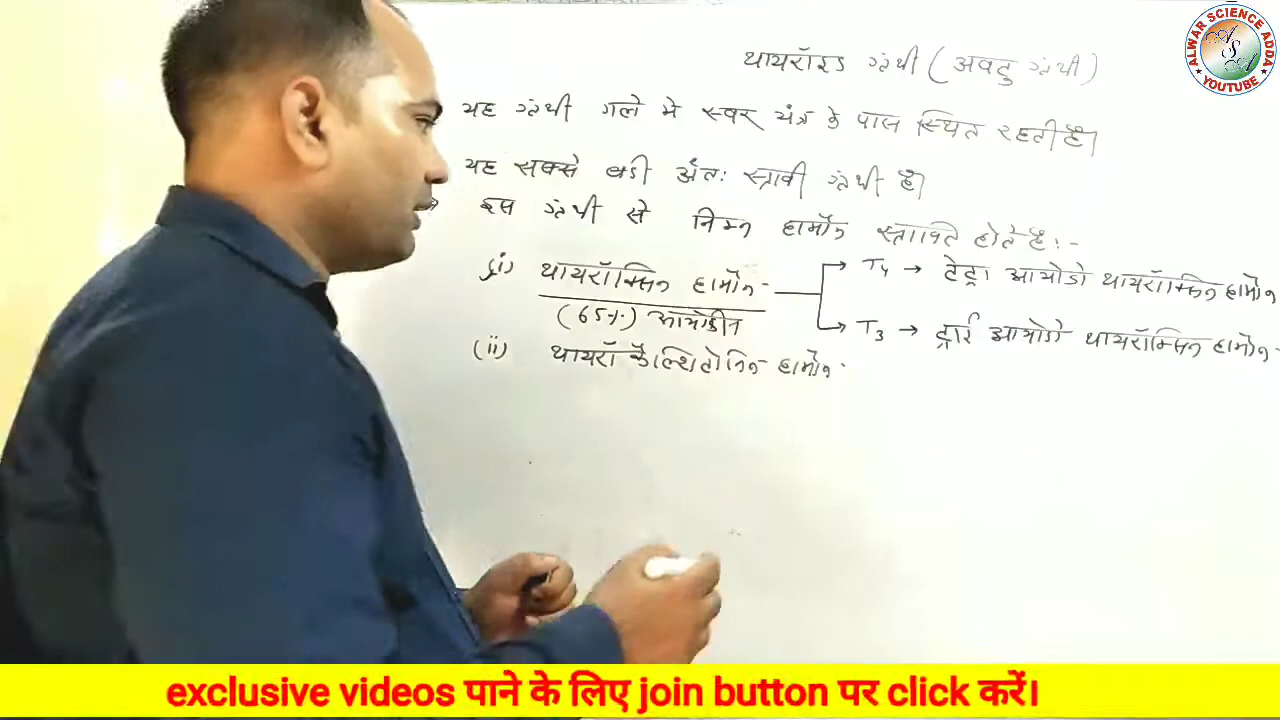 थायरॉइड ग्रंथी (अवटु ग्रंथी)
यह ग्रंथी गले मे स्वर यंत्र के पास स्थित रहती है।
यह सबसे बडी अंतः स्त्रावी ग्रंथी है।
इस ग्रंथी से निम्न हार्मोन स्त्रावित होते है:-
(i) थायरॉक्सिन हार्मोन
(65%) आयोडीन
T₄ → टेट्रा आयोडो थायरॉक्सिन हार्मोन
T₃ → ट्राई आयोडो थायरॉक्सिन हार्मोन
(ii) थायरॉ कैल्शिटोनिन हार्मोन
ALWAR SCIENCE ADDA
ASA
YOUTUBE
exclusive videos पाने के लिए join button पर click करें।